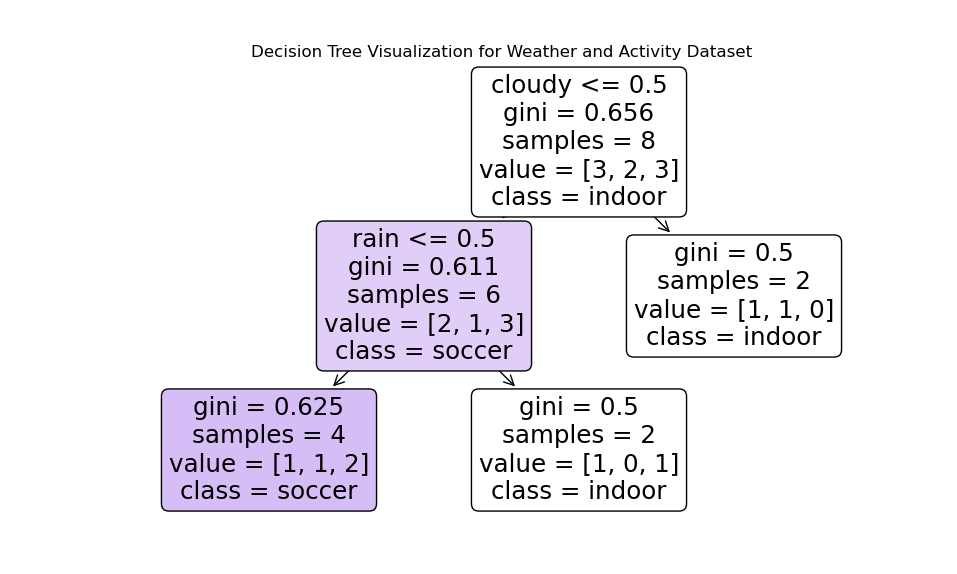 Decision Tree Visualization for Weather and Activity Dataset
cloudy <= 0.5
gini = 0.656
samples = 8
value = [3, 2, 3]
class = indoor
rain <= 0.5
gini = 0.611
samples = 6
value = [2, 1, 3]
class = soccer
gini = 0.5
samples = 2
value = [1, 1, 0]
class = indoor
gini = 0.625
samples = 4
value = [1, 1, 2]
class = soccer
gini = 0.5
samples = 2
value = [1, 0, 1]
class = indoor